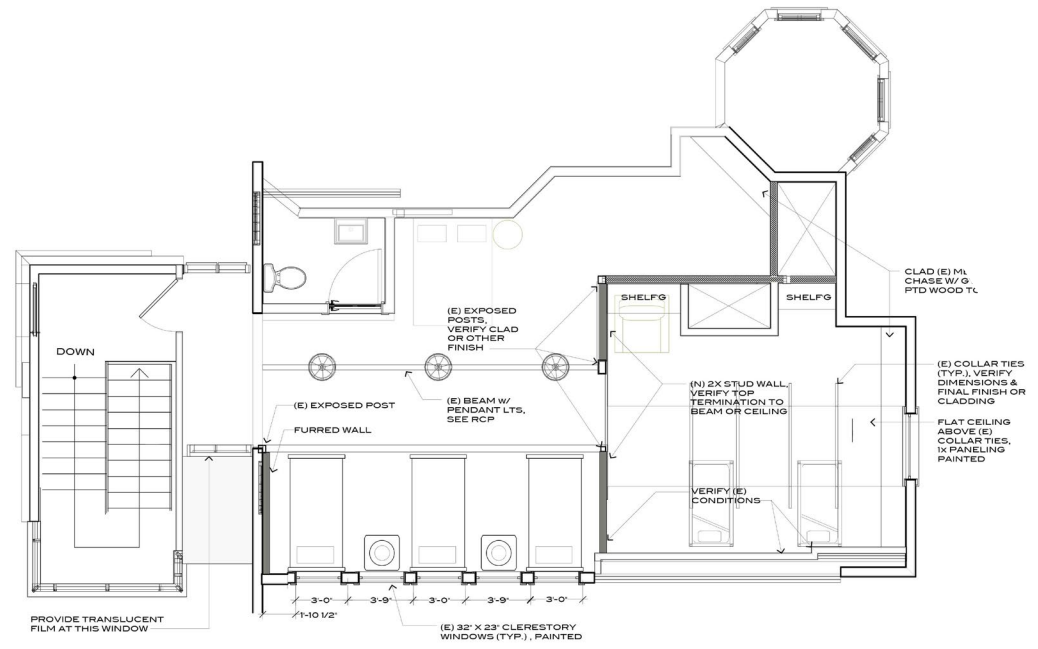 CLAD (E) M
CHASE W/ G
PTD WOOD TO
SHELF'G
SHELF'G
(E) EXPOSED
POSTS,
VERIFY CLAD
OR OTHER
FINISH
DOWN
(E) COLLAR TIES
(TYP.), VERIFY
DIMENSIONS &
FINAL FINISH OR
CLADDING
(N) 2X STUD WALL,
VERIFY TOP
TERMINATION TO
BEAM OR CEILING
(E) BEAM W/
PENDANT LTS,
SEE RCP
(E) EXPOSED POST
FURRED WALL
FLAT CEILING
ABOVE (E)
COLLAR TIES,
1x PANELING
PAINTED
VERIFY (E)
CONDITIONS
3'-0" 3'-9" 3'-0" 3'-9" 3'-0"
1'-10 1/2"
PROVIDE TRANSLUCENT
FILM AT THIS WINDOW
(E) 32" X 23" CLERESTORY
WINDOWS (TYP.) , PAINTED